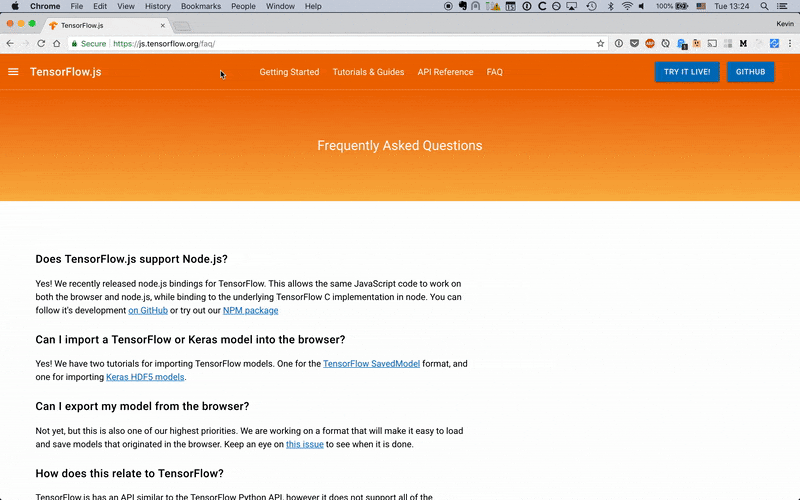 Chrome File Edit View History Bookmarks People Window Help 100% Tue 13:24
TensorFlow.js Kevin
Secure https://js.tensorflow.org/faq/
TensorFlow.js Getting Started Tutorials & Guides API Reference FAQ TRY IT LIVE! GITHUB
Frequently Asked Questions
Does TensorFlow.js support Node.js?
Yes! We recently released node.js bindings for TensorFlow. This allows the same JavaScript code to work on
both the browser and node.js, while binding to the underlying TensorFlow C implementation in node. You can
follow it's development on GitHub or try out our NPM package
Can I import a TensorFlow or Keras model into the browser?
Yes! We have two tutorials for importing TensorFlow models. One for the TensorFlow SavedModel format, and
one for importing Keras HDF5 models.
Can I export my model from the browser?
Not yet, but this is also one of our highest priorities. We are working on a format that will make it easy to load
and save models that originated in the browser. Keep an eye on this issue to see when it is done.
How does this relate to TensorFlow?
TensorFlow.js has an API similar to the TensorFlow Python API, however it does not support all of the